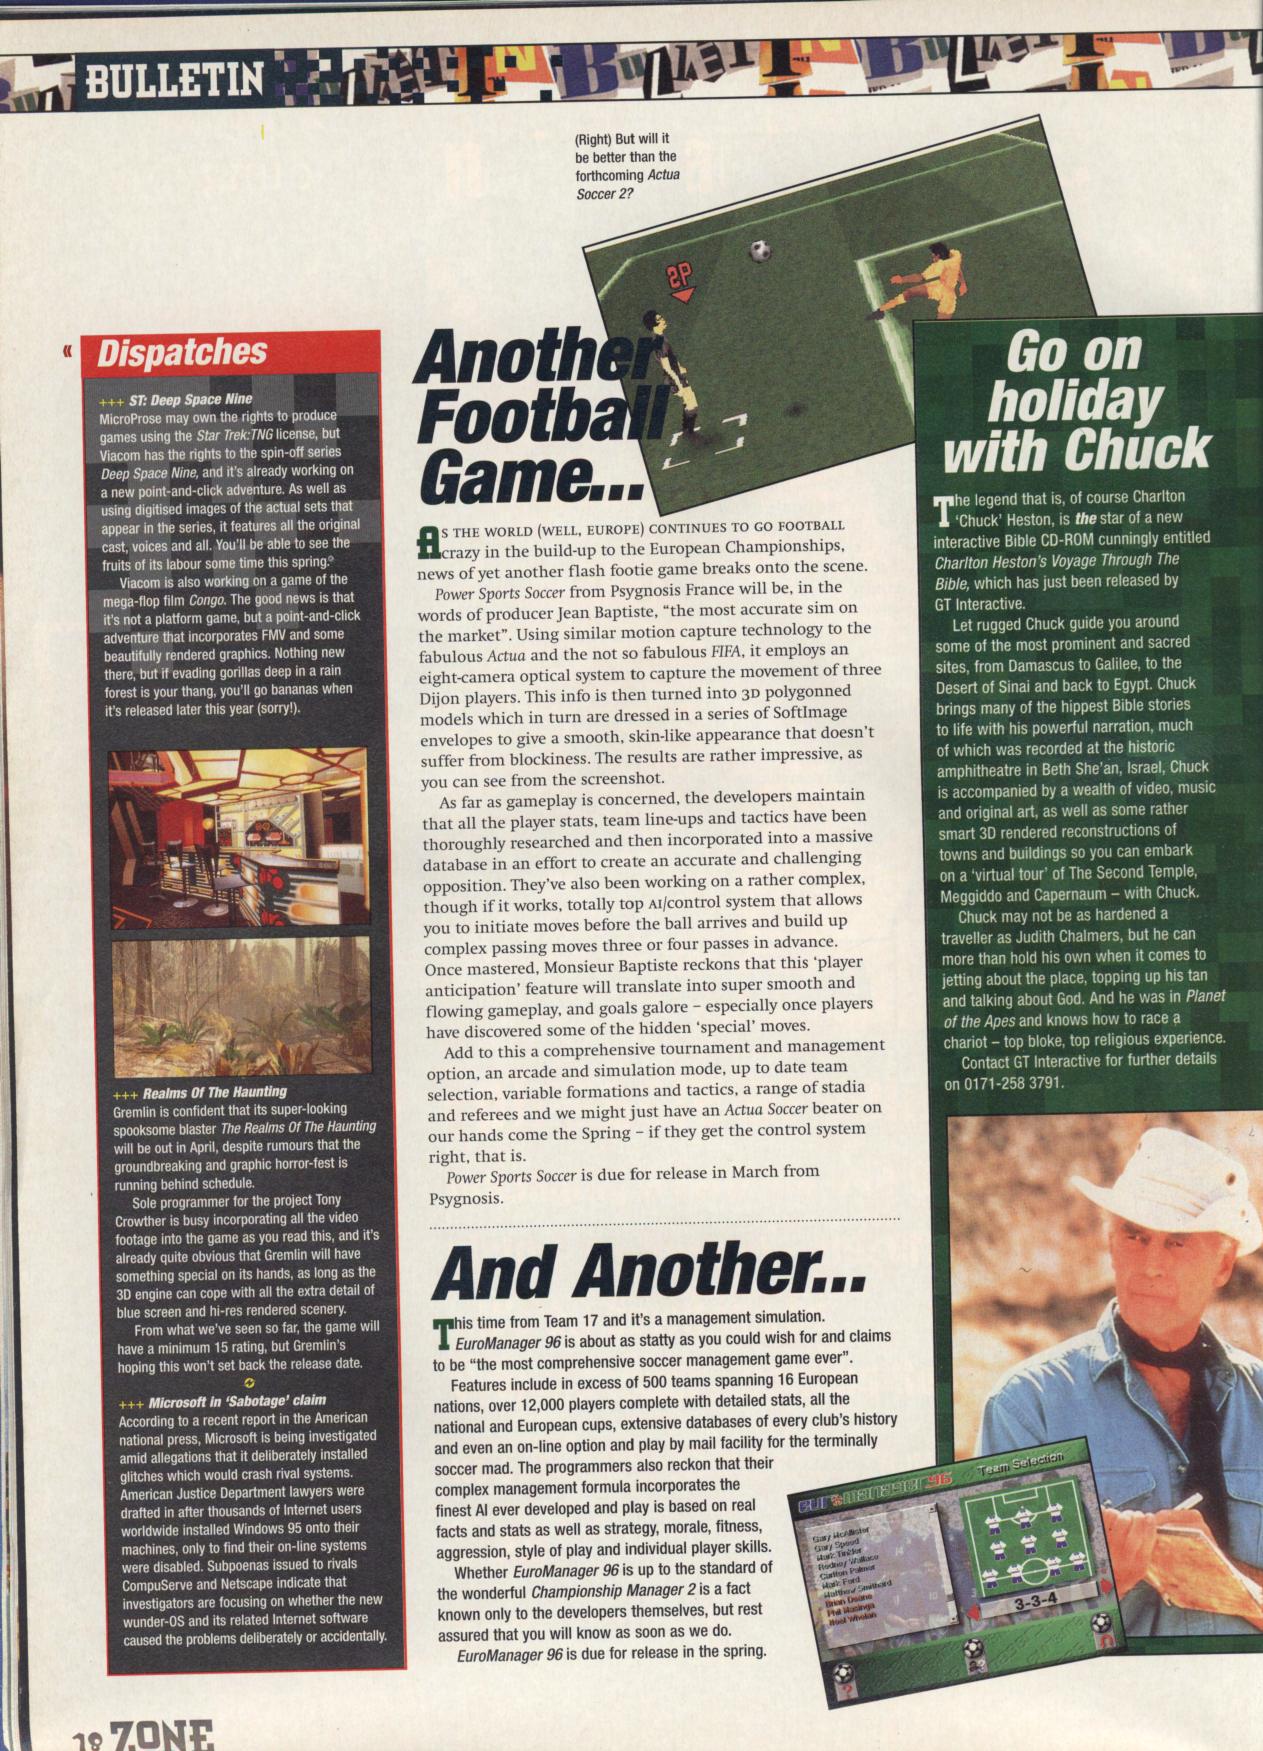 BULLETIN
(Right) But will it
be better than the
forthcoming Actua
Soccer 2?
2P
« Dispatches
+++ ST: Deep Space Nine
MicroProse may own the rights to produce
games using the Star Trek:TNG license, but
Viacom has the rights to the spin-off series
Deep Space Nine, and it's already working on
a new point-and-click adventure. As well as
using digitised images of the actual sets that
appear in the series, it features all the original
cast, voices and all. You'll be able to see the
fruits of its labour some time this spring.
Viacom is also working on a game of the
mega-flop film Congo. The good news is that
it's not a platform game, but a point-and-click
adventure that incorporates FMV and some
beautifully rendered graphics. Nothing new
there, but if evading gorillas deep in a rain
forest is your thang, you'll go bananas when
it's released later this year (sorry!).
+++ Realms Of The Haunting
Gremlin is confident that its super-looking
spooksome blaster The Realms Of The Haunting
will be out in April, despite rumours that the
groundbreaking and graphic horror-fest is
running behind schedule.
Sole programmer for the project Tony
Crowther is busy incorporating all the video
footage into the game as you read this, and it's
already quite obvious that Gremlin will have
something special on its hands, as long as the
3D engine can cope with all the extra detail of
blue screen and hi-res rendered scenery.
From what we've seen so far, the game will
have a minimum 15 rating, but Gremlin's
hoping this won't set back the release date.
+++ Microsoft in 'Sabotage' claim
According to a recent report in the American
national press, Microsoft is being investigated
amid allegations that it deliberately installed
glitches which would crash rival systems.
American Justice Department lawyers were
drafted in after thousands of Internet users
worldwide installed Windows 95 onto their
machines, only to find their on-line systems
were disabled. Subpoenas issued to rivals
CompuServe and Netscape indicate that
investigators are focusing on whether the new
wunder-OS and its related Internet software
caused the problems deliberately or accidentally.
Another
Football
Game...
AS THE WORLD (WELL, EUROPE) CONTINUES TO GO FOOTBALL
crazy in the build-up to the European Championships,
news of yet another flash footie game breaks onto the scene.
Power Sports Soccer from Psygnosis France will be, in the
words of producer Jean Baptiste, "the most accurate sim on
the market". Using similar motion capture technology to the
fabulous Actua and the not so fabulous FIFA, it employs an
eight-camera optical system to capture the movement of three
Dijon players. This info is then turned into 3D polygonned
models which in turn are dressed in a series of SoftImage
envelopes to give a smooth, skin-like appearance that doesn't
suffer from blockiness. The results are rather impressive, as
you can see from the screenshot.
As far as gameplay is concerned, the developers maintain
that all the player stats, team line-ups and tactics have been
thoroughly researched and then incorporated into a massive
database in an effort to create an accurate and challenging
opposition. They've also been working on a rather complex,
though if it works, totally top AI/control system that allows
you to initiate moves before the ball arrives and build up
complex passing moves three or four passes in advance.
Once mastered, Monsieur Baptiste reckons that this 'player
anticipation' feature will translate into super smooth and
flowing gameplay, and goals galore – especially once players
have discovered some of the hidden 'special' moves.
Add to this a comprehensive tournament and management
option, an arcade and simulation mode, up to date team
selection, variable formations and tactics, a range of stadia
and referees and we might just have an Actua Soccer beater on
our hands come the Spring – if they get the control system
right, that is.
Power Sports Soccer is due for release in March from
Psygnosis.
And Another...
This time from Team 17 and it's a management simulation.
EuroManager 96 is about as statty as you could wish for and claims
to be "the most comprehensive soccer management game ever".
Features include in excess of 500 teams spanning 16 European
nations, over 12,000 players complete with detailed stats, all the
national and European cups, extensive databases of every club's history
and even an on-line option and play by mail facility for the terminally
soccer mad. The programmers also reckon that their
complex management formula incorporates the
finest AI ever developed and play is based on real
facts and stats as well as strategy, morale, fitness,
aggression, style of play and individual player skills.
Whether EuroManager 96 is up to the standard of
the wonderful Championship Manager 2 is a fact
known only to the developers themselves, but rest
assured that you will know as soon as we do.
EuroManager 96 is due for release in the spring.
Go on
holiday
with Chuck
The legend that is, of course Charlton
'Chuck' Heston, is the star of a new
interactive Bible CD-ROM cunningly entitled
Charlton Heston's Voyage Through The
Bible, which has just been released by
GT Interactive.
Let rugged Chuck guide you around
some of the most prominent and sacred
sites, from Damascus to Galilee, to the
Desert of Sinai and back to Egypt. Chuck
brings many of the hippest Bible stories
to life with his powerful narration, much
of which was recorded at the historic
amphitheatre in Beth She'an, Israel, Chuck
is accompanied by a wealth of video, music
and original art, as well as some rather
smart 3D rendered reconstructions of
towns and buildings so you can embark
on a 'virtual tour' of The Second Temple,
Meggiddo and Capernaum – with Chuck.
Chuck may not be as hardened a
traveller as Judith Chalmers, but he can
more than hold his own when it comes to
jetting about the place, topping up his tan
and talking about God. And he was in Planet
of the Apes and knows how to race a
chariot – top bloke, top religious experience.
Contact GT Interactive for further details
on 0171-258 3791.
euromanager 96 Team Selection
Gary McAllister
Gary Speed
Mark Tinkler
Rodney Wallace
Carlton Palmer
Mark Ford
Matthew Smithard
Brian Deane
Phil Masinga
Noel Whelan
3-3-4
18 ZONE